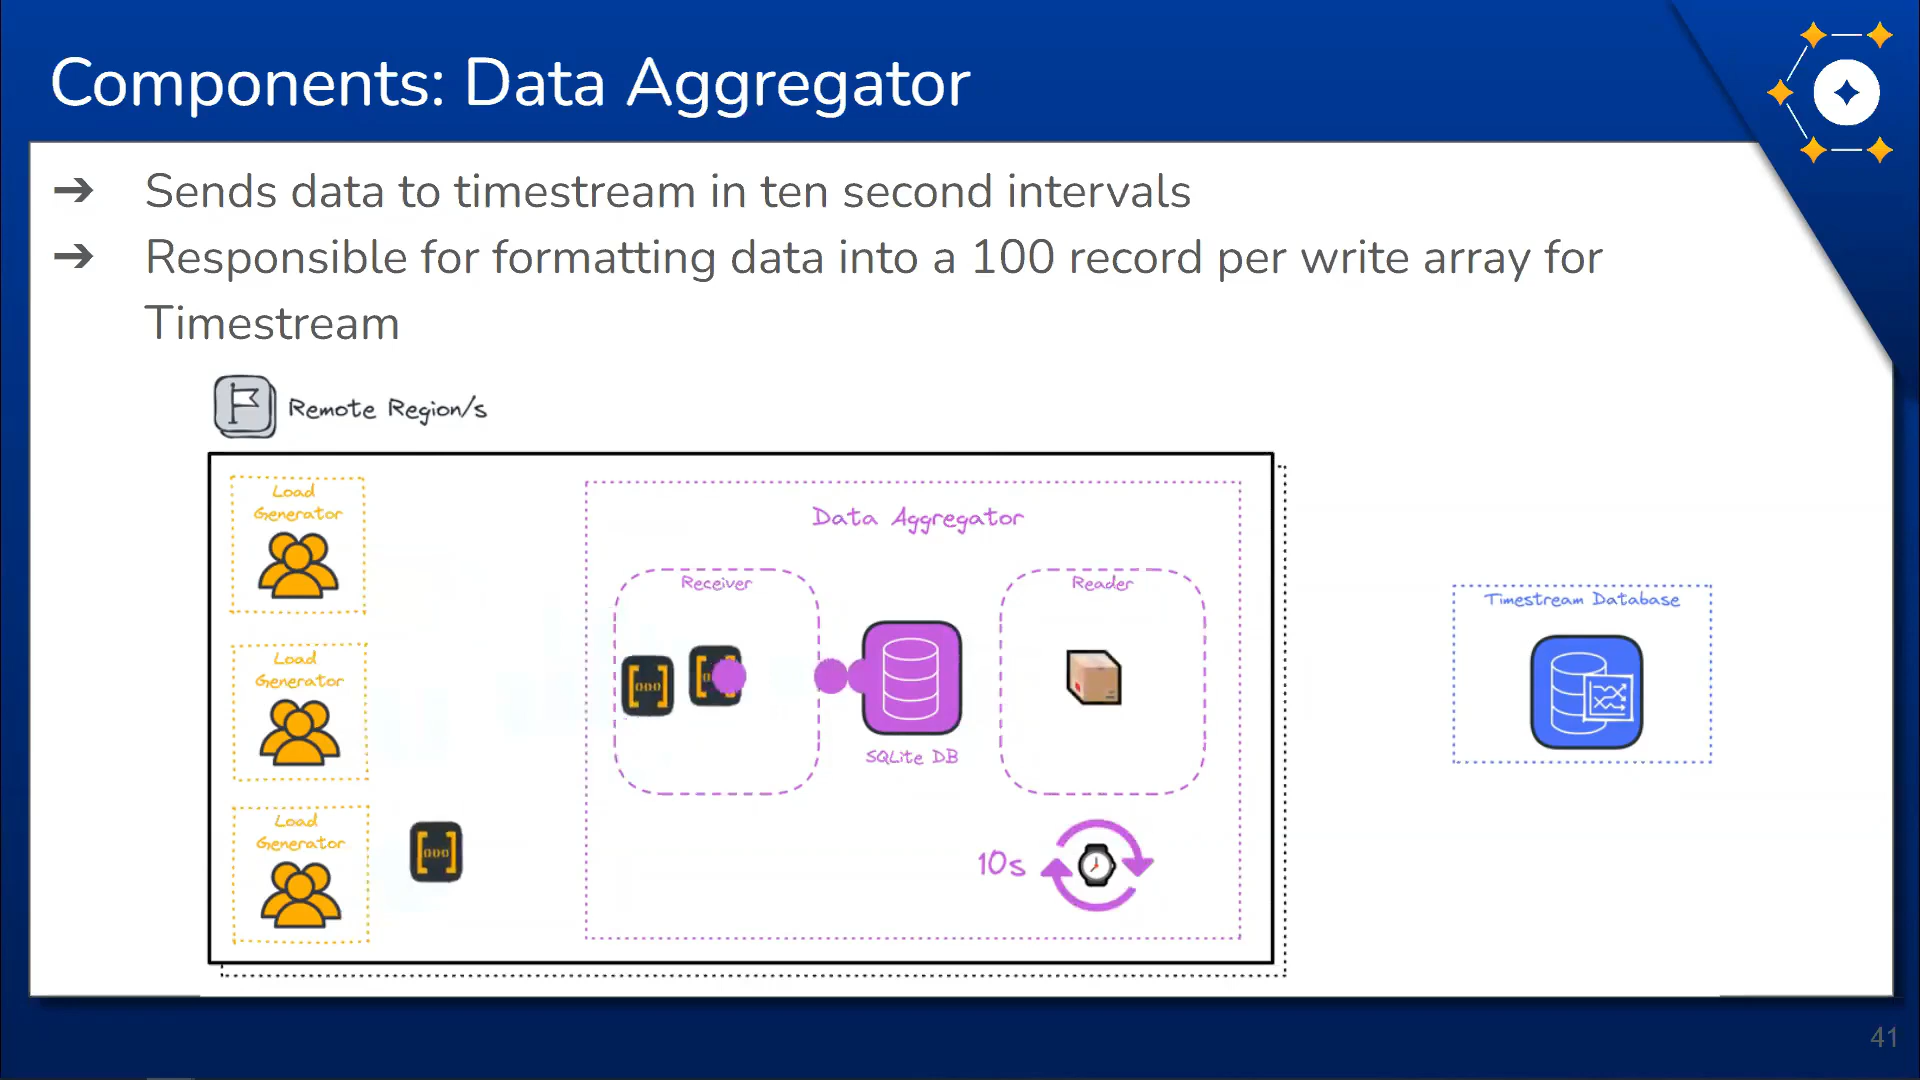 Components: Data Aggregator
➔ Sends data to timestream in ten second intervals
➔ Responsible for formatting data into a 100 record per write array for
Timestream
Remote Region/s
Load
Generator
Load
Generator
Load
Generator
Data Aggregator
Receiver
SQLite DB
Reader
10s
Timestream Database
41